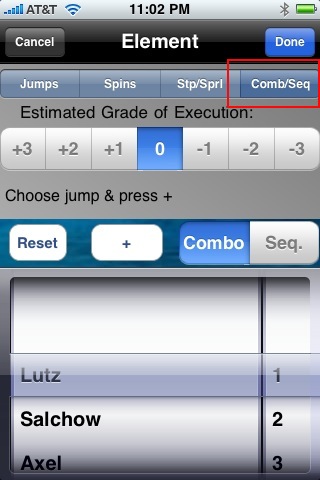 AT&T 11:02 PM
Cancel Element Done
Jumps Spins Stp/Sprl Comb/Seq
Estimated Grade of Execution:
+3 +2 +1 0 -1 -2 -3
Choose jump & press +
Reset + Combo Seq.
Lutz 1
Salchow 2
Axel 3